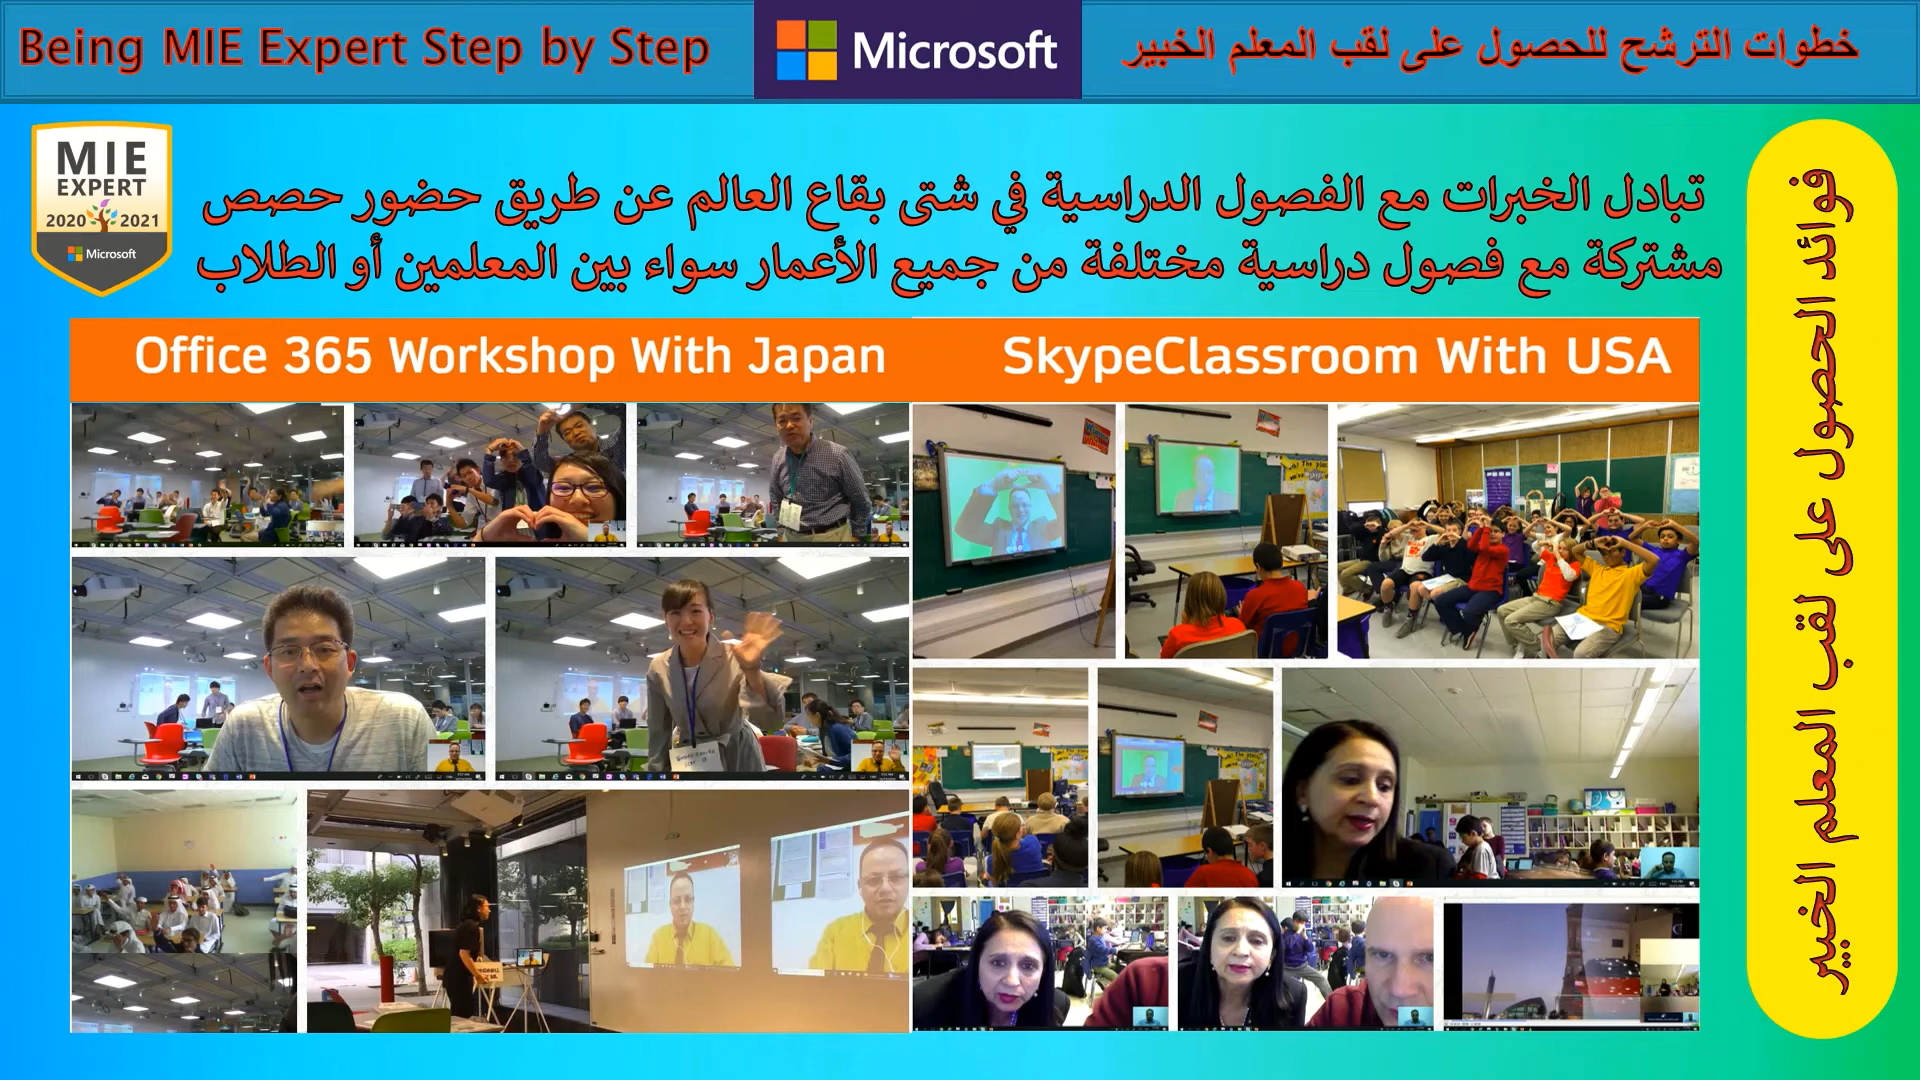 Being MIE Expert Step by Step
Microsoft
خطوات الترشح للحصول على لقب المعلم الخبير
MIE
EXPERT
2020 2021
Microsoft
تبادل الخبرات مع الفصول الدراسية في شتى بقاع العالم عن طريق حضور حصص
مشتركة مع فصول دراسية مختلفة من جميع الأعمار سواء بين المعلمين أو الطلاب
فوائد الحصول على لقب المعلم الخبير
Office 365 Workshop With Japan
SkypeClassroom With USA